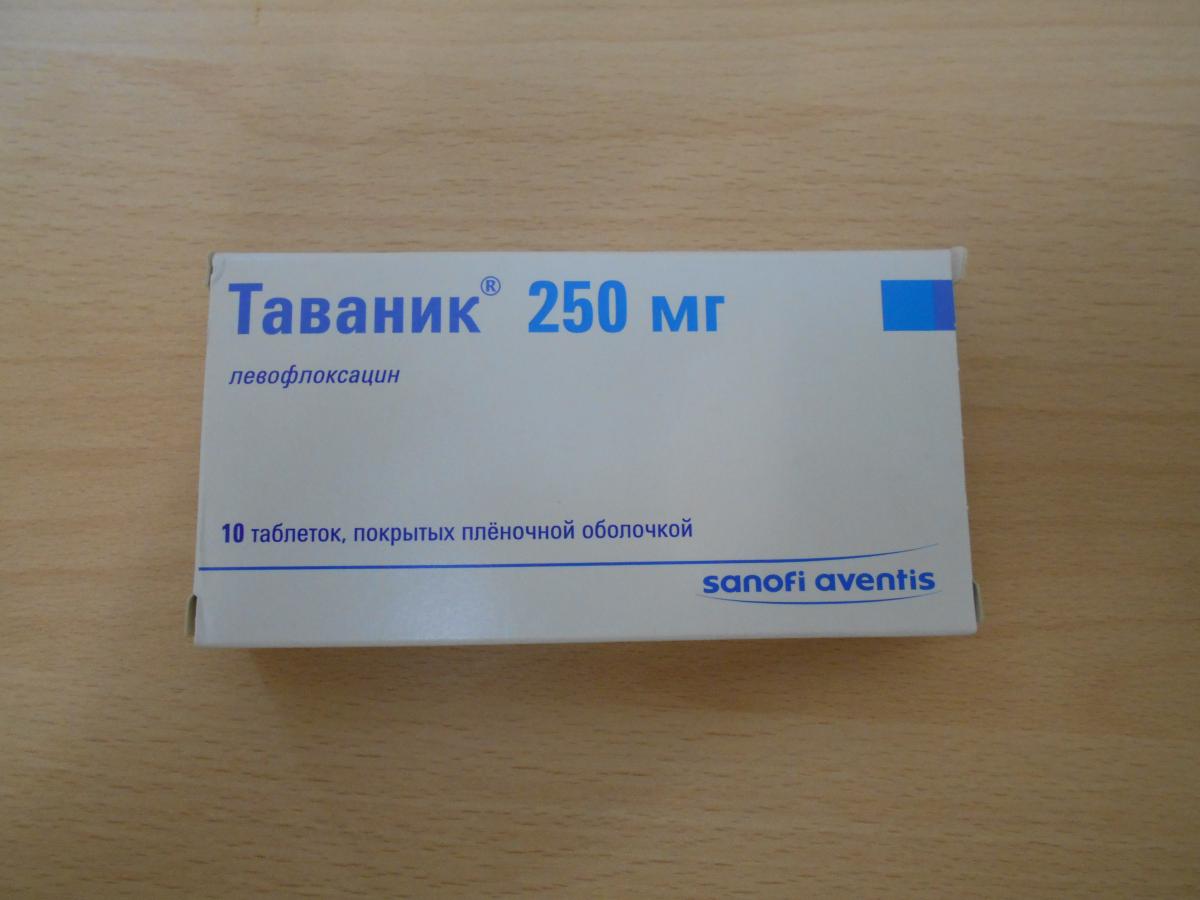 Таваник® 250 мг
левофлоксацин
10 таблеток, покрытых плёночной оболочкой
sanofi aventis